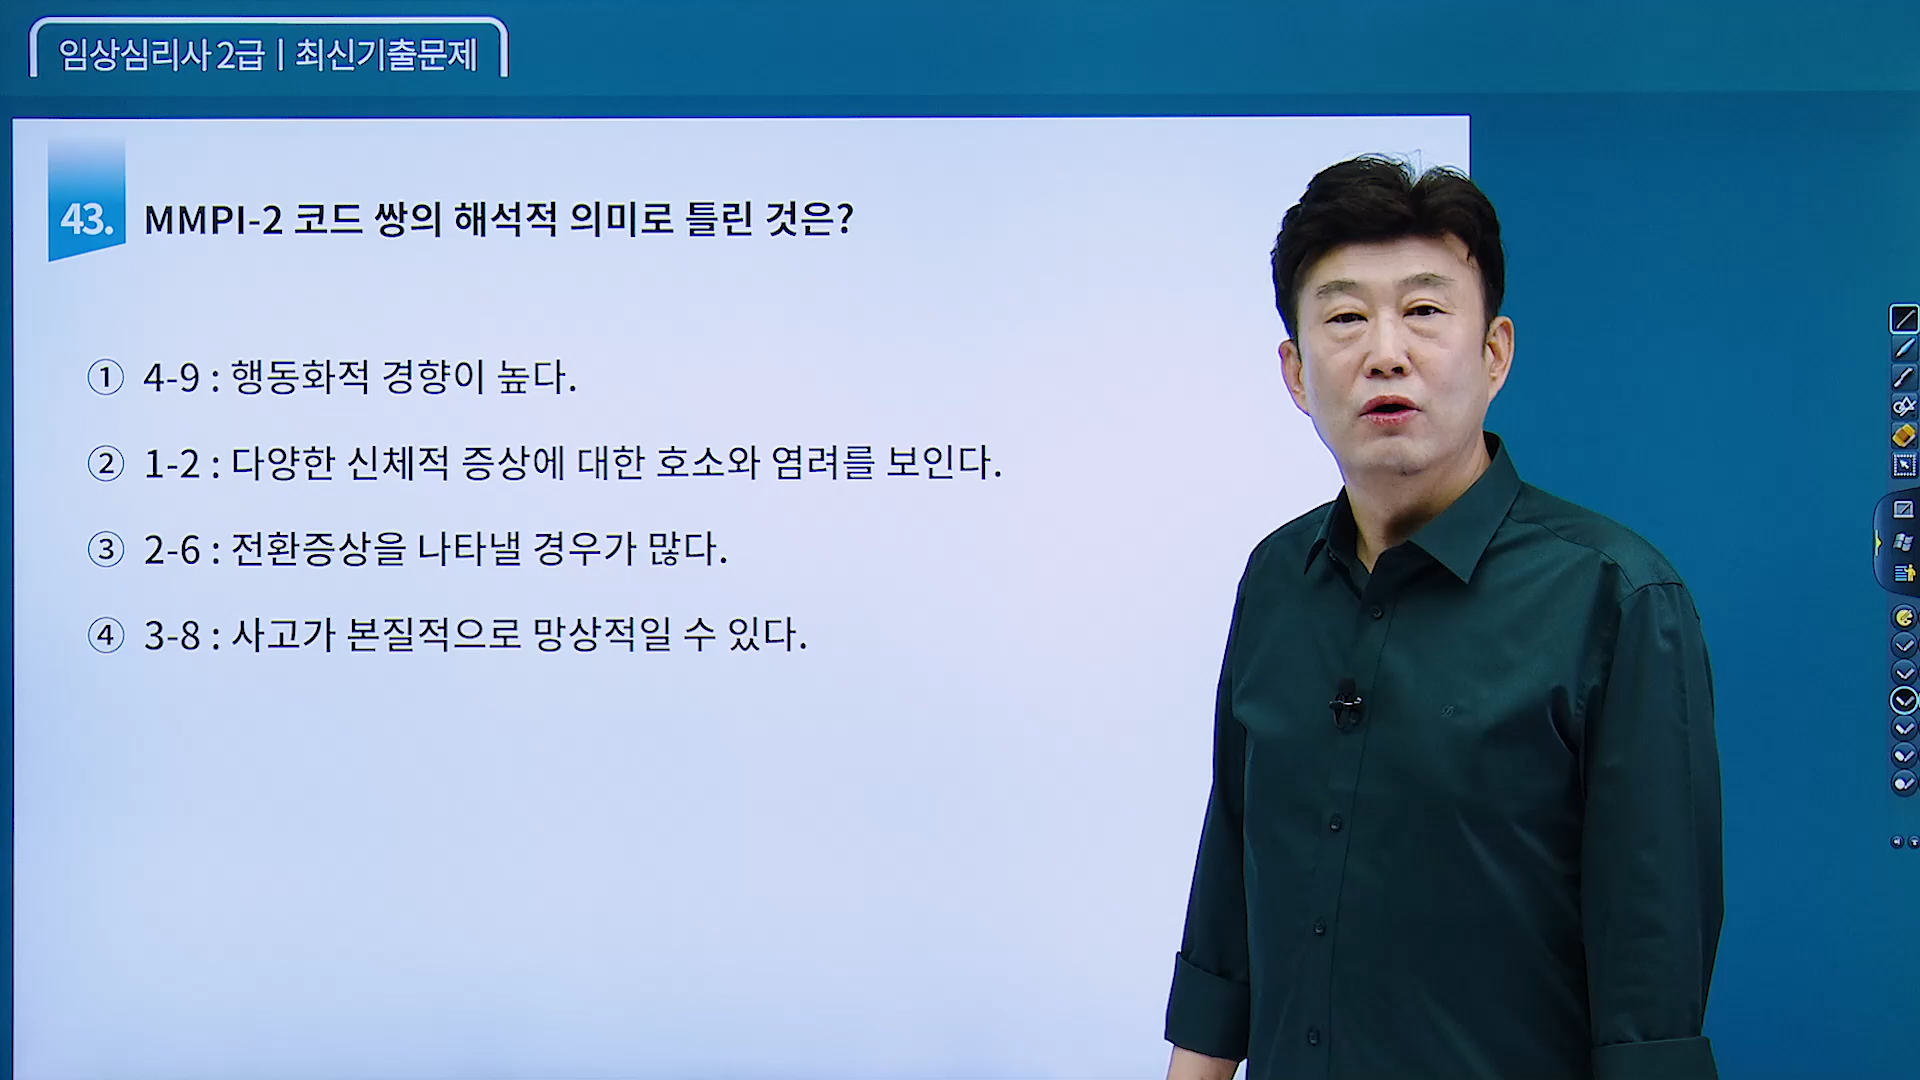 임상심리사 2급 | 최신기출문제
43. MMPI-2 코드 쌍의 해석적 의미로 틀린 것은?
① 4-9 : 행동화적 경향이 높다.
② 1-2 : 다양한 신체적 증상에 대한 호소와 염려를 보인다.
③ 2-6 : 전환증상을 나타낼 경우가 많다.
④ 3-8 : 사고가 본질적으로 망상적일 수 있다.